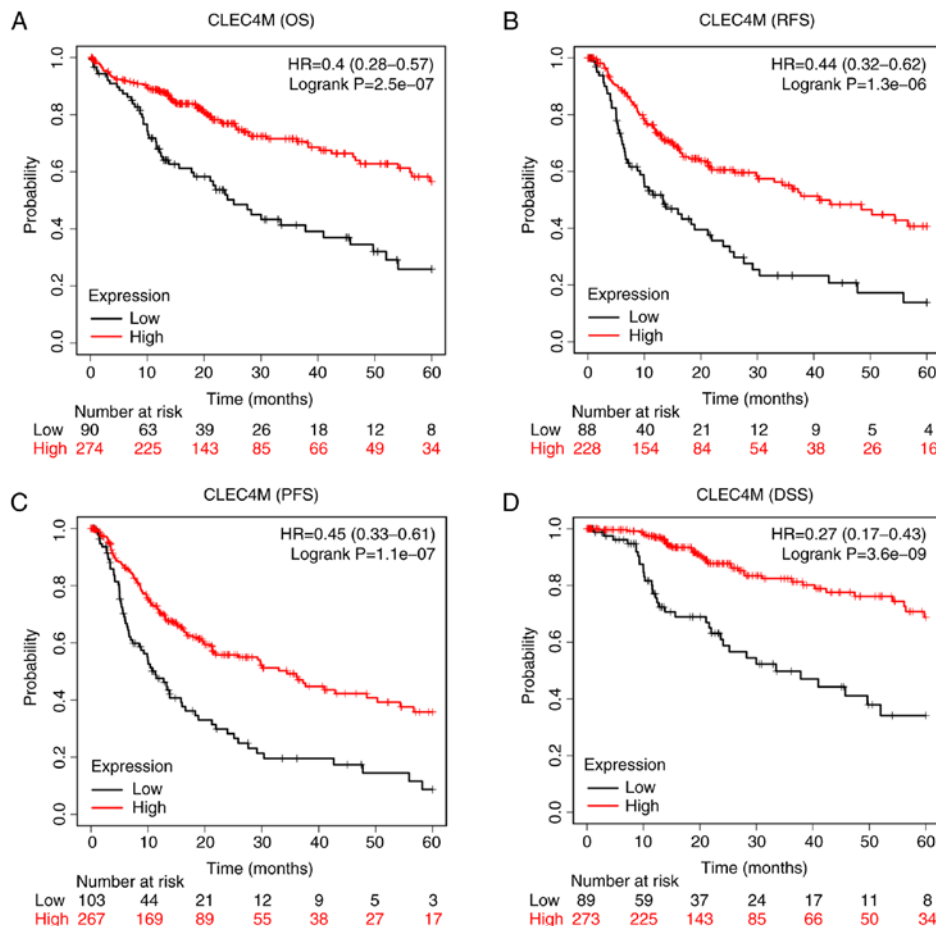 A
CLEC4M (OS)
HR=0.4 (0.28–0.57)
Logrank P=2.5e–07
Probability
1.0
0.8
0.6
0.4
0.2
0.0
Expression
Low
High
0 10 20 30 40 50 60
Time (months)
Number at risk
Low 90 63 39 26 18 12 8
High 274 225 143 85 66 49 34
B
CLEC4M (RFS)
HR=0.44 (0.32–0.62)
Logrank P=1.3e–06
Probability
1.0
0.8
0.6
0.4
0.2
0.0
Expression
Low
High
0 10 20 30 40 50 60
Time (months)
Number at risk
Low 88 40 21 12 9 5 4
High 228 154 84 54 38 26 16
C
CLEC4M (PFS)
HR=0.45 (0.33–0.61)
Logrank P=1.1e–07
Probability
1.0
0.8
0.6
0.4
0.2
0.0
Expression
Low
High
0 10 20 30 40 50 60
Time (months)
Number at risk
Low 103 44 21 12 9 5 3
High 267 169 89 55 38 27 17
D
CLEC4M (DSS)
HR=0.27 (0.17–0.43)
Logrank P=3.6e–09
Probability
1.0
0.8
0.6
0.4
0.2
0.0
Expression
Low
High
0 10 20 30 40 50 60
Time (months)
Number at risk
Low 89 59 37 24 17 11 8
High 273 225 143 85 66 50 34